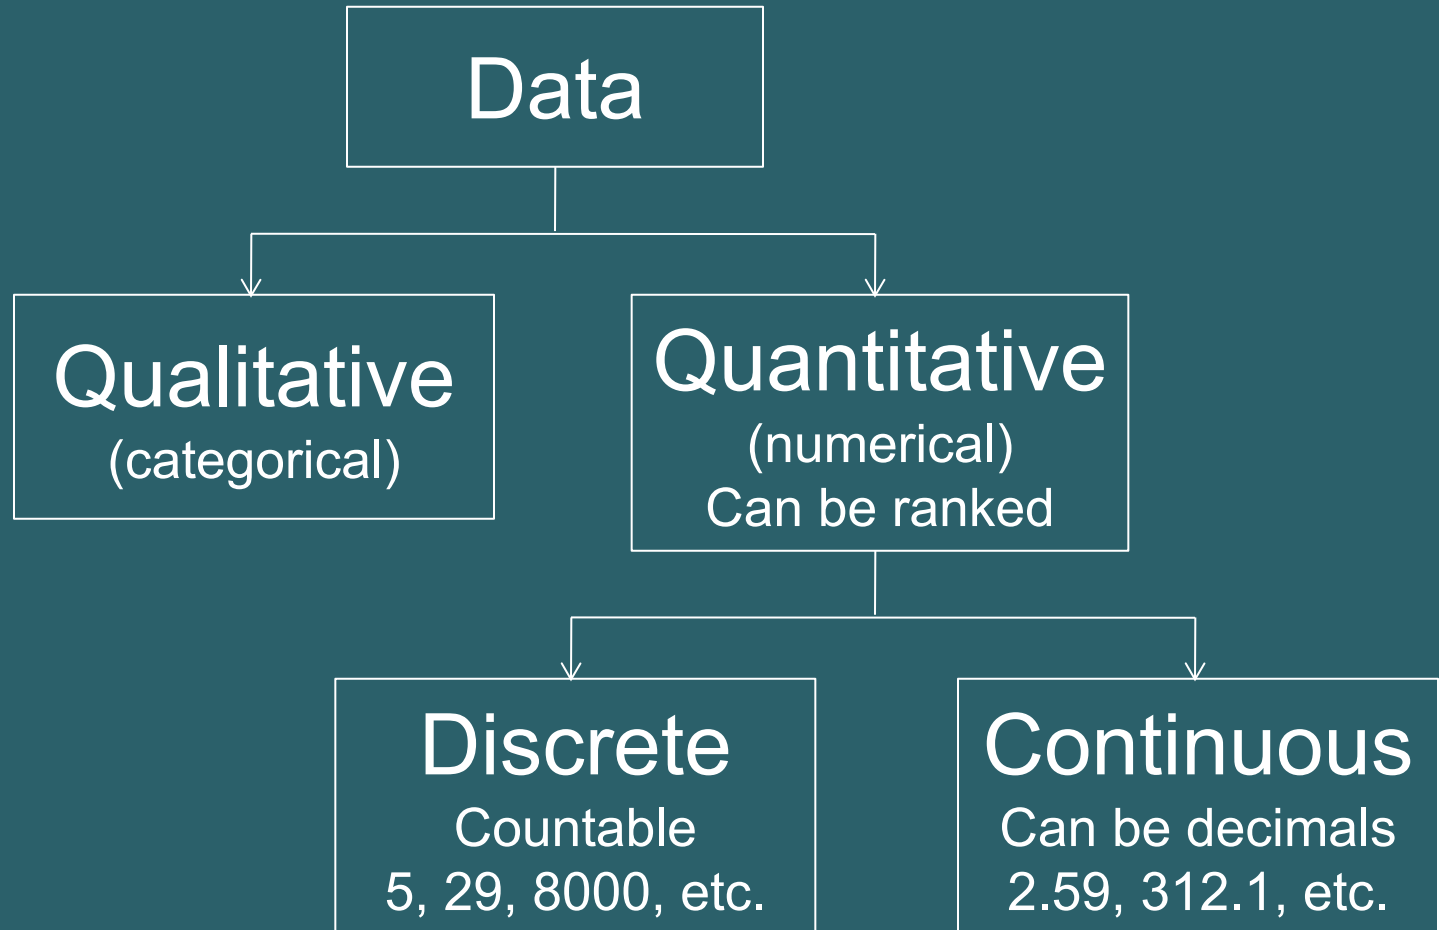 Data
Qualitative
(categorical)
Quantitative
(numerical)
Can be ranked
Discrete
Countable
5, 29, 8000, etc.
Continuous
Can be decimals
2.59, 312.1, etc.